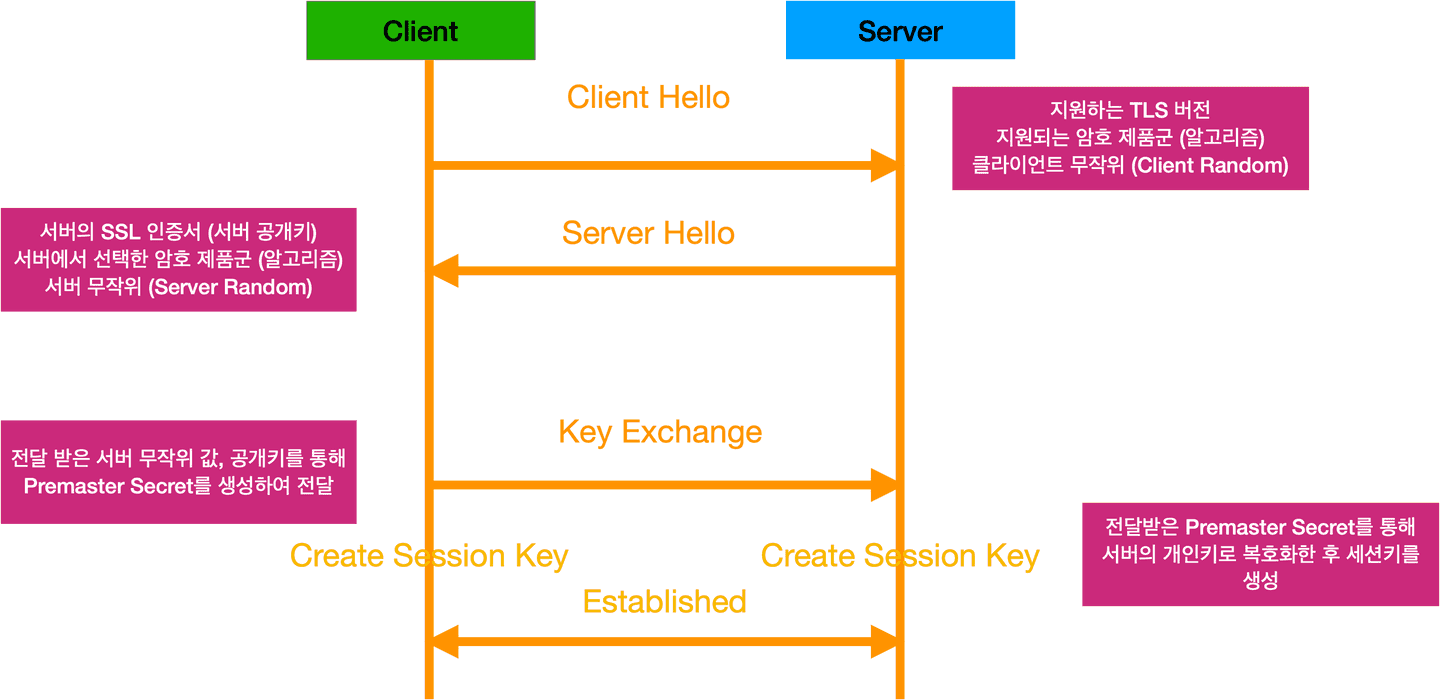 Client
Server
Client Hello
지원하는 TLS 버전
지원되는 암호 제품군 (알고리즘)
클라이언트 무작위 (Client Random)
서버의 SSL 인증서 (서버 공개키)
서버에서 선택한 암호 제품군 (알고리즘)
서버 무작위 (Server Random)
Server Hello
Key Exchange
전달 받은 서버 무작위 값, 공개키를 통해
Premaster Secret를 생성하여 전달
Create Session Key
Create Session Key
전달받은 Premaster Secret를 통해
서버의 개인키로 복호화한 후 세션키를
생성
Established